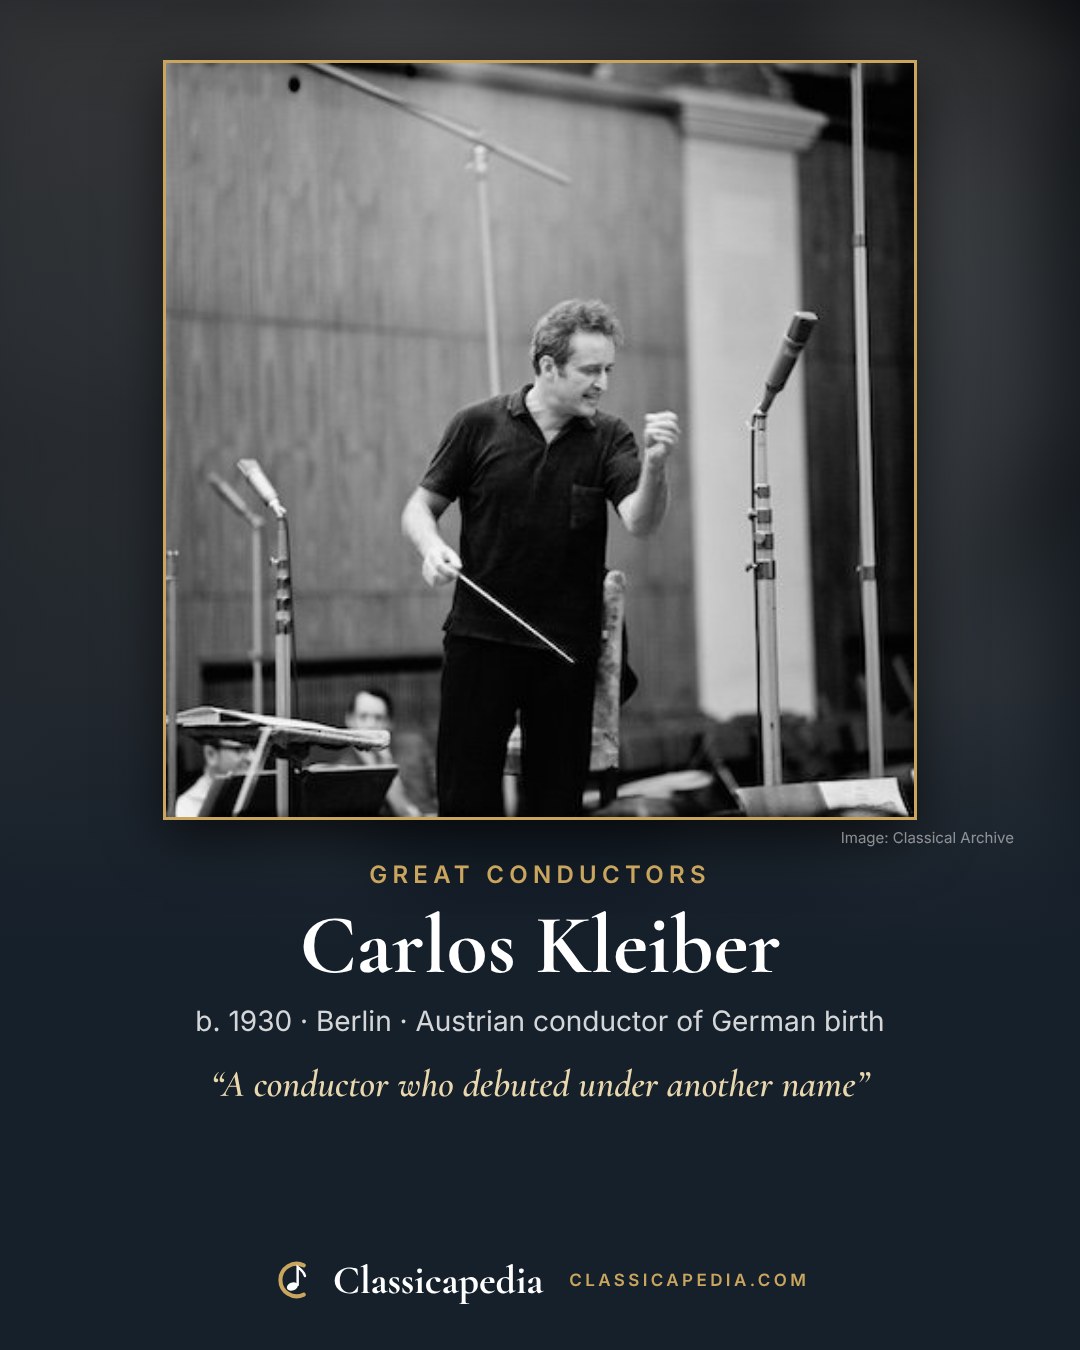 Image: Classical Archive
GREAT CONDUCTORS
Carlos Kleiber
b. 1930 · Berlin · Austrian conductor of German birth
“A conductor who debuted under another name”
Classicapedia CLASSICAPEDIA.COM